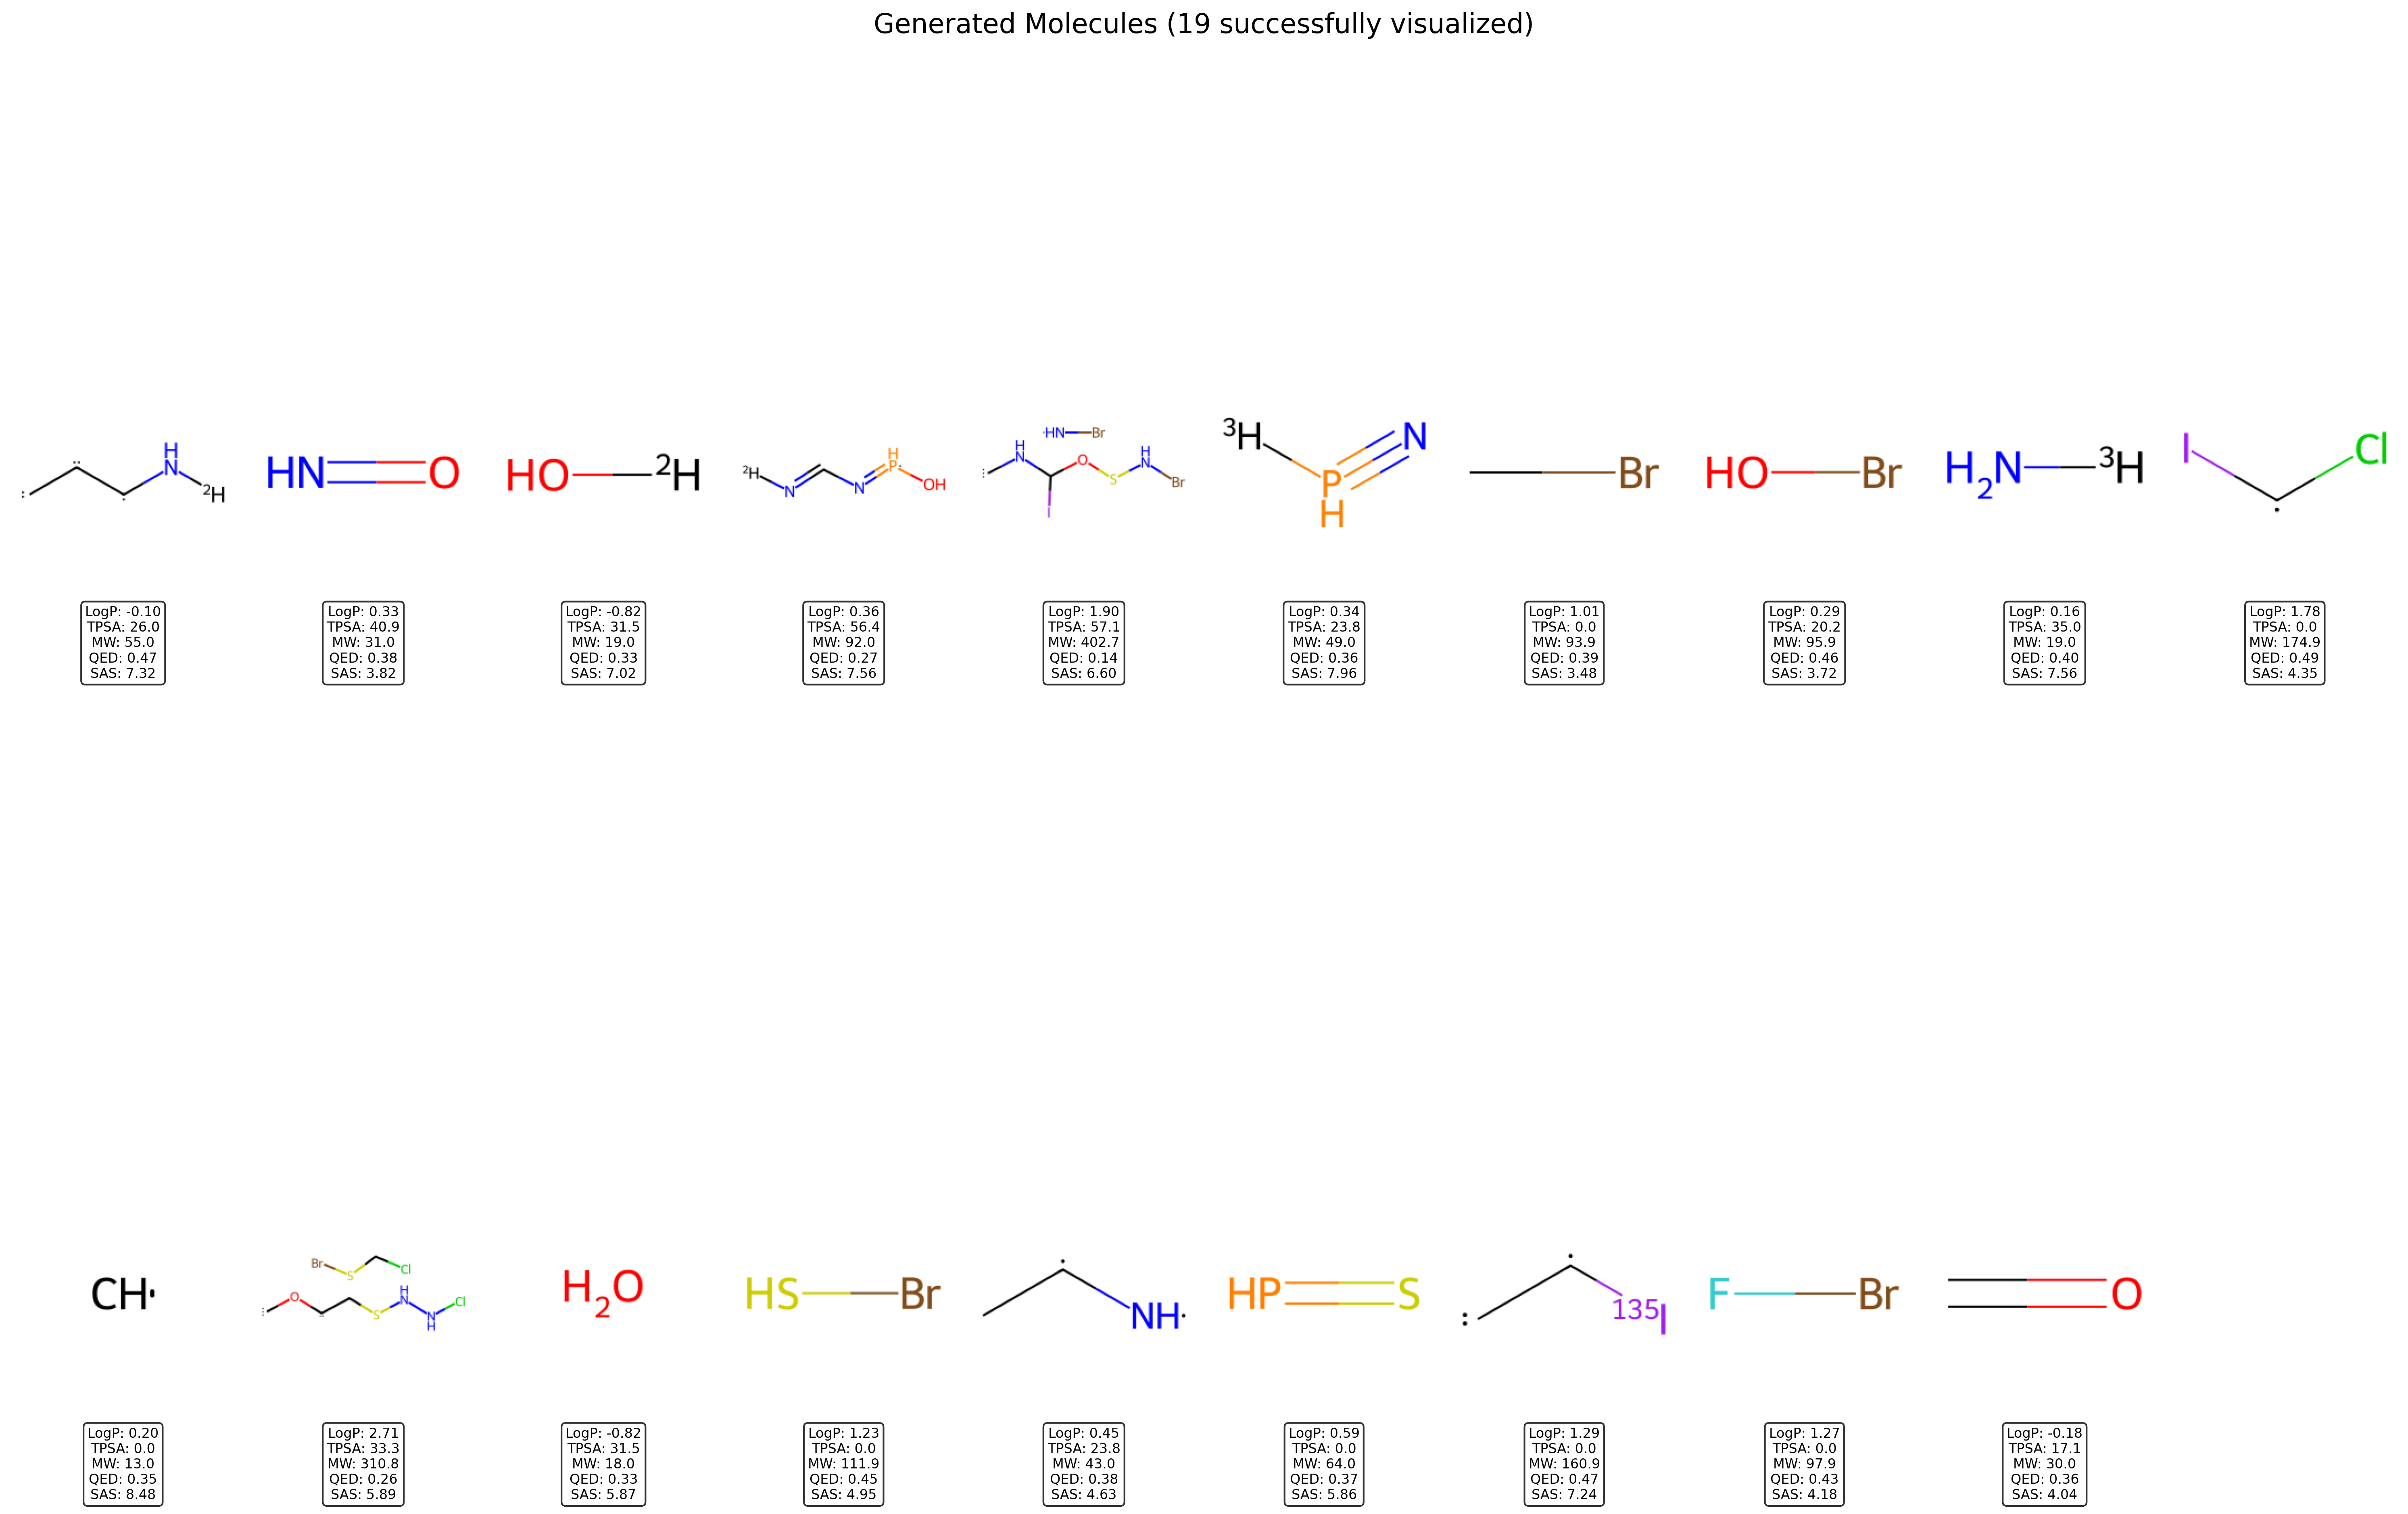 Generated Molecules (19 successfully visualized)
H
N
²H
HN O
HO ²H
²H N N H P OH
HN Br
H N O S H N Br I
³H P H N
Br
HO Br
H₂N ³H
I Cl
LogP: -0.10
TPSA: 26.0
MW: 55.0
QED: 0.47
SAS: 7.32
LogP: 0.33
TPSA: 40.9
MW: 31.0
QED: 0.38
SAS: 3.82
LogP: -0.82
TPSA: 31.5
MW: 19.0
QED: 0.33
SAS: 7.02
LogP: 0.36
TPSA: 56.4
MW: 92.0
QED: 0.27
SAS: 7.56
LogP: 1.90
TPSA: 57.1
MW: 402.7
QED: 0.14
SAS: 6.60
LogP: 0.34
TPSA: 23.8
MW: 49.0
QED: 0.36
SAS: 7.96
LogP: 1.01
TPSA: 0.0
MW: 93.9
QED: 0.39
SAS: 3.48
LogP: 0.29
TPSA: 20.2
MW: 95.9
QED: 0.46
SAS: 3.72
LogP: 0.16
TPSA: 35.0
MW: 19.0
QED: 0.40
SAS: 7.56
LogP: 1.78
TPSA: 0.0
MW: 174.9
QED: 0.49
SAS: 4.35
CH
Br S Cl
O S H N N H Cl
H₂O
HS Br
NH
HP S
¹³⁵I
F Br
O
LogP: 0.20
TPSA: 0.0
MW: 13.0
QED: 0.35
SAS: 8.48
LogP: 2.71
TPSA: 33.3
MW: 310.8
QED: 0.26
SAS: 5.89
LogP: -0.82
TPSA: 31.5
MW: 18.0
QED: 0.33
SAS: 5.87
LogP: 1.23
TPSA: 0.0
MW: 111.9
QED: 0.45
SAS: 4.95
LogP: 0.45
TPSA: 23.8
MW: 43.0
QED: 0.38
SAS: 4.63
LogP: 0.59
TPSA: 0.0
MW: 64.0
QED: 0.37
SAS: 5.86
LogP: 1.29
TPSA: 0.0
MW: 160.9
QED: 0.47
SAS: 7.24
LogP: 1.27
TPSA: 0.0
MW: 97.9
QED: 0.43
SAS: 4.18
LogP: -0.18
TPSA: 17.1
MW: 30.0
QED: 0.36
SAS: 4.04